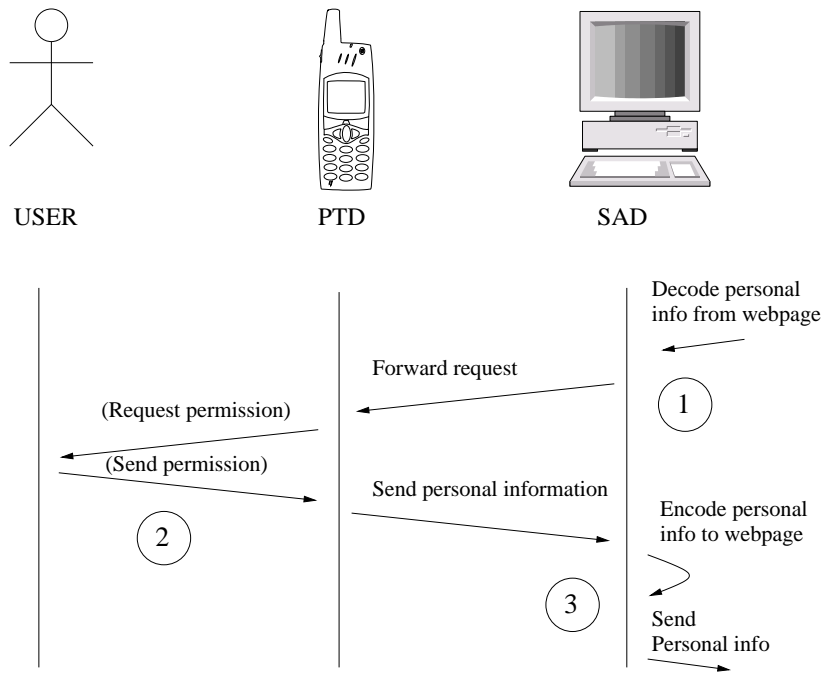 USER
PTD
SAD
Decode personal
info from webpage
Forward request
1
(Request permission)
(Send permission)
Send personal information
2
Encode personal
info to webpage
3
Send
Personal info